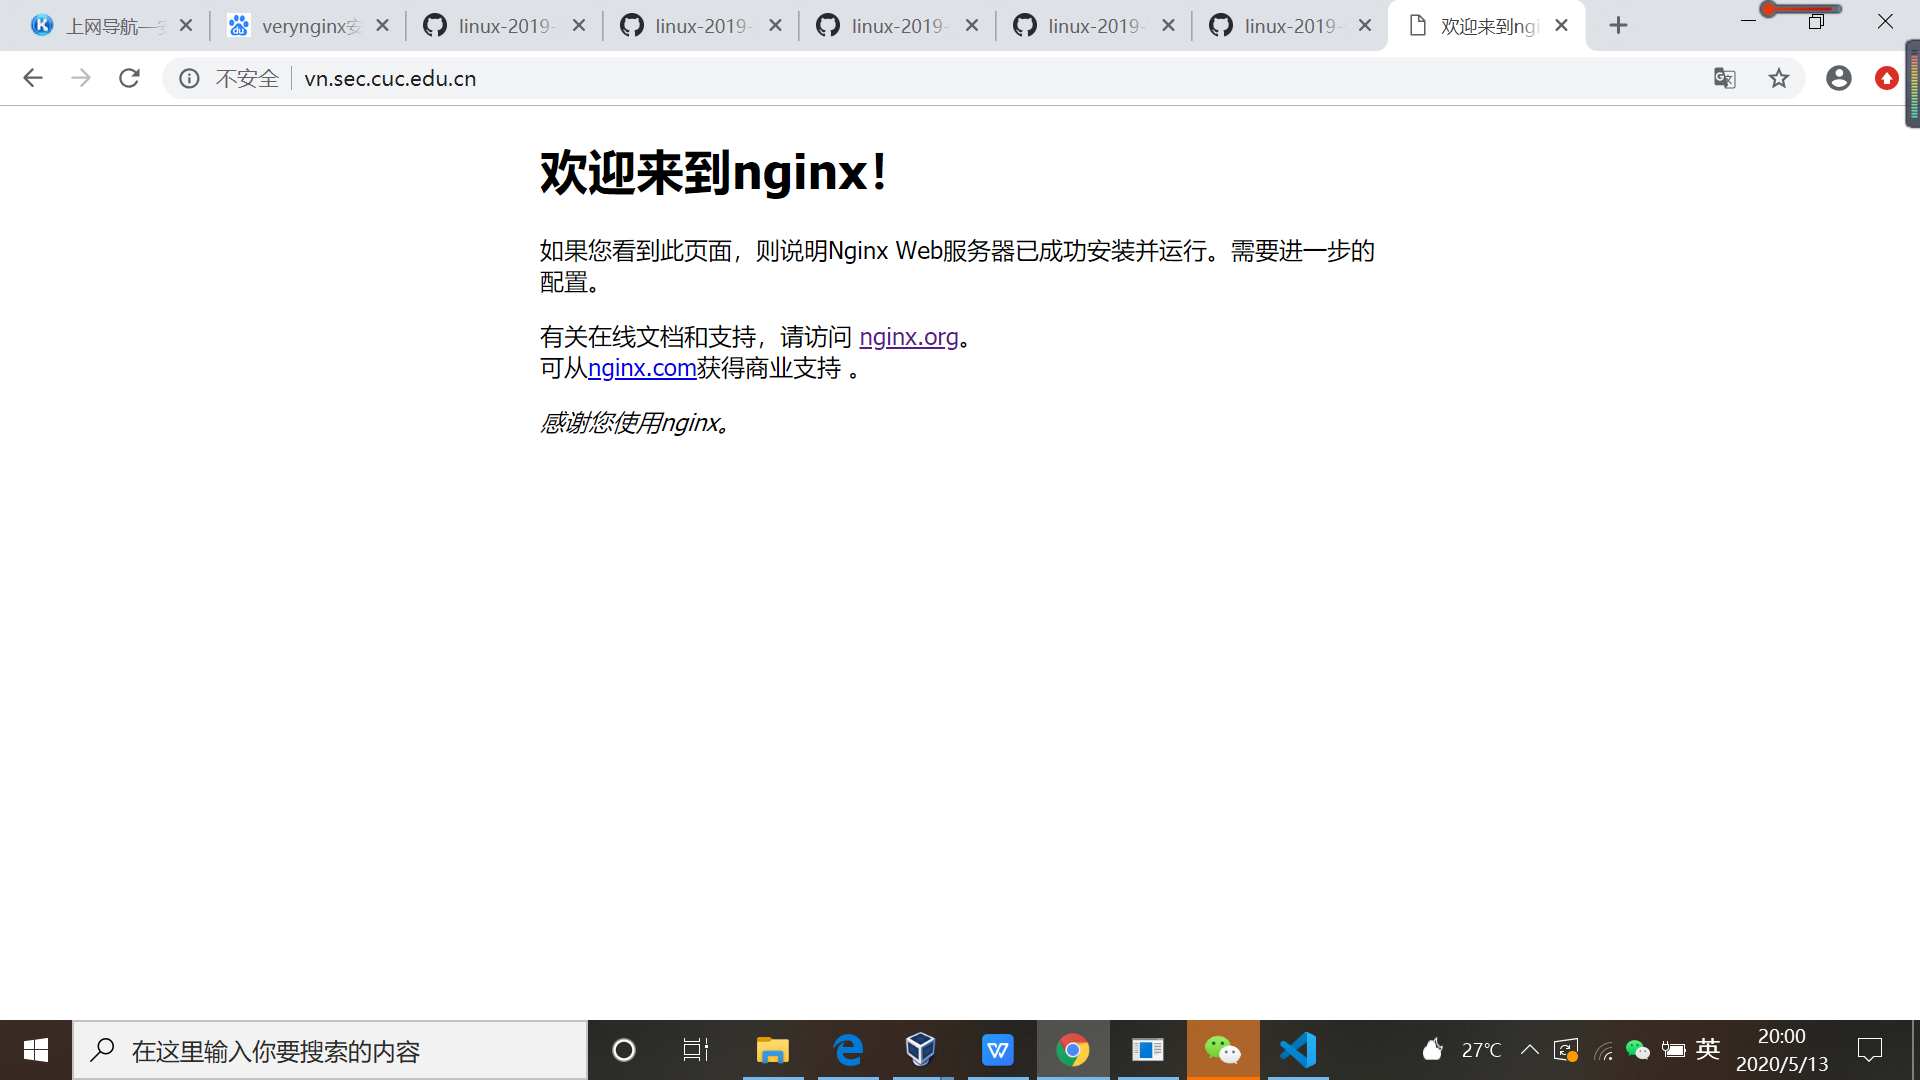 上网导航一安
verynginx安
linux-2019-
linux-2019-
linux-2019-
linux-2019-
linux-2019-
欢迎来到ngi
不安全
vn.sec.cuc.edu.cn
欢迎来到nginx！
如果您看到此页面，则说明Nginx Web服务器已成功安装并运行。需要进一步的
配置。
有关在线文档和支持，请访问 nginx.org。
可从nginx.com获得商业支持 。
感谢您使用nginx。
在这里输入你要搜索的内容
27℃
英
20:00
2020/5/13